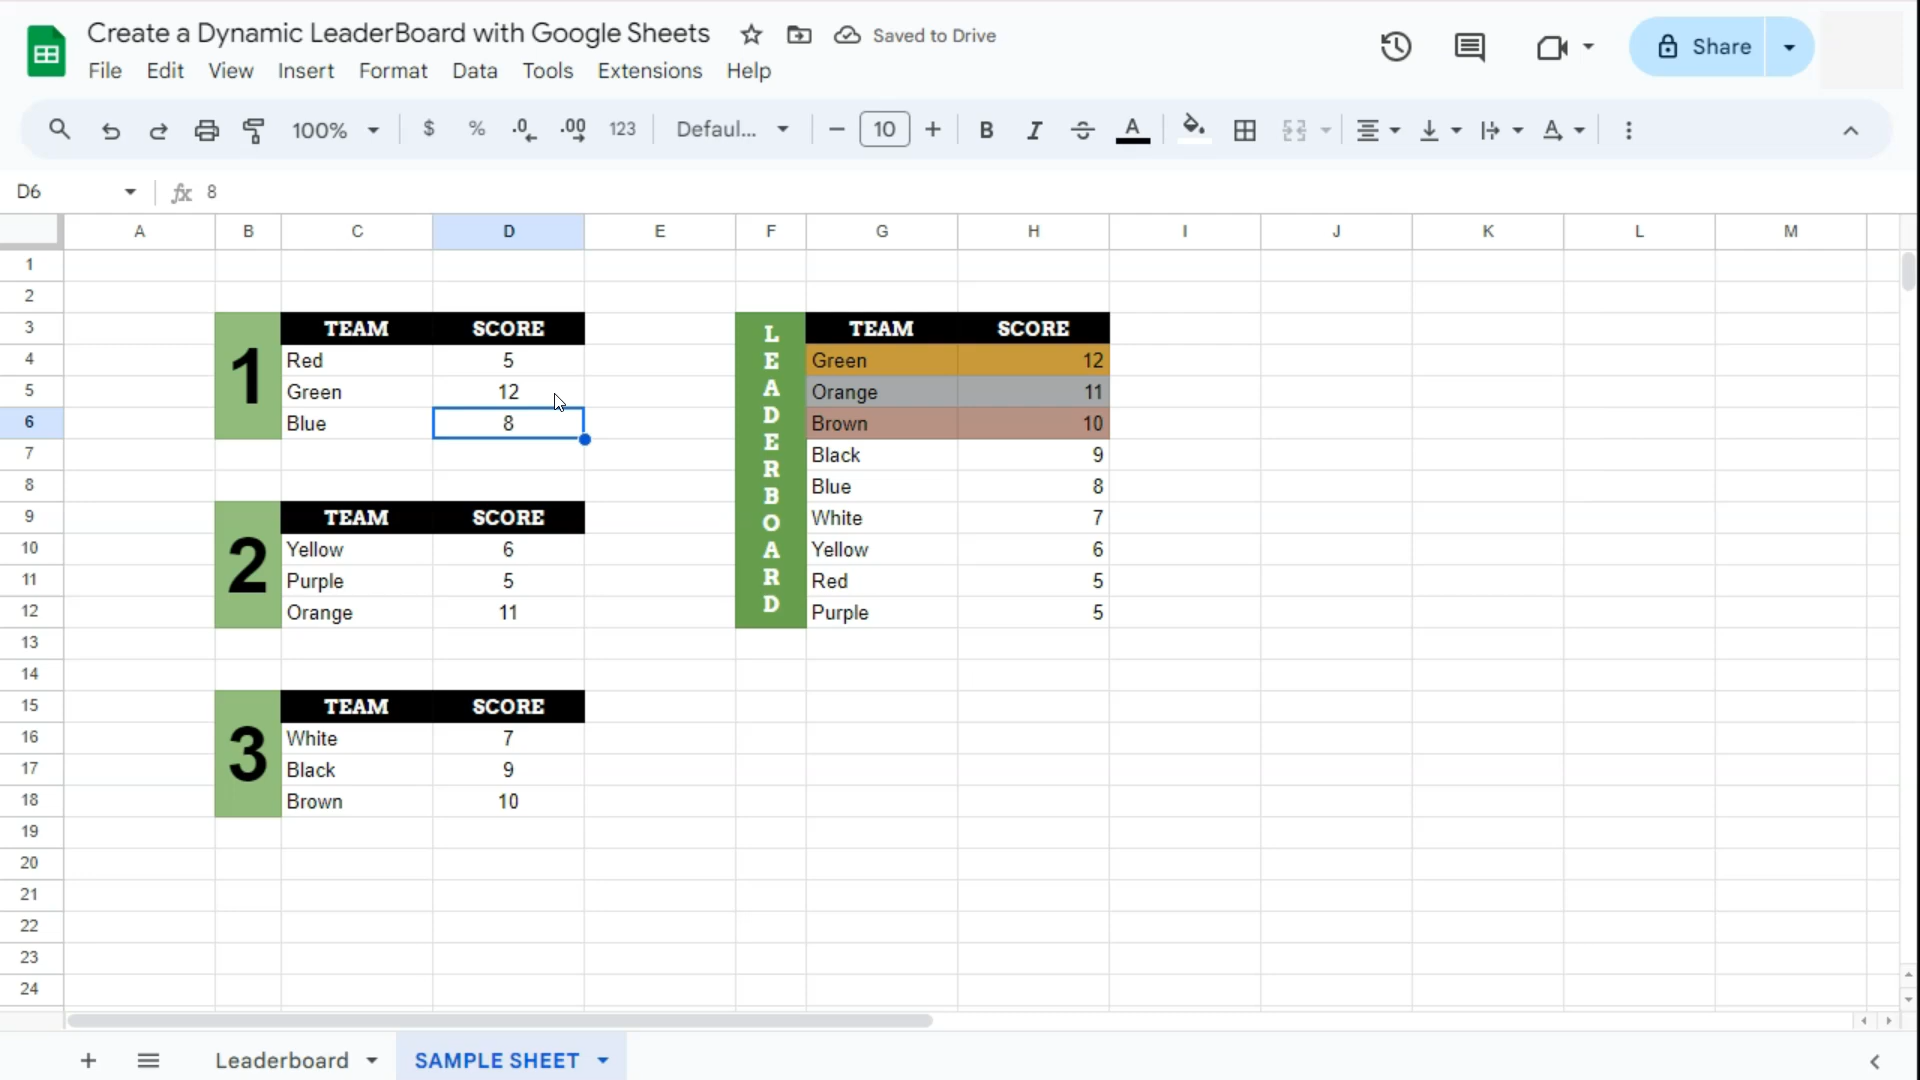 Create a Dynamic LeaderBoard with Google Sheets Saved to Drive
File Edit View Insert Format Data Tools Extensions Help
Share
100% $ % .0 .00 123 Defaul... 10 B I A A
D6 fx 8
A B C D E F G H I J K L M
1
2
3 TEAM SCORE TEAM SCORE
4 Red 5 Green 12
5 Green 12 Orange 11
6 Blue 8 Brown 10
7 Black 9
8 Blue 8
9 TEAM SCORE White 7
10 Yellow 6 Yellow 6
11 Purple 5 Red 5
12 Orange 11 Purple 5
13
14
15 TEAM SCORE
16 White 7
17 Black 9
18 Brown 10
19
20
21
22
23
24
1
2
3
L
E
A
D
E
R
B
O
A
R
D
Leaderboard SAMPLE SHEET